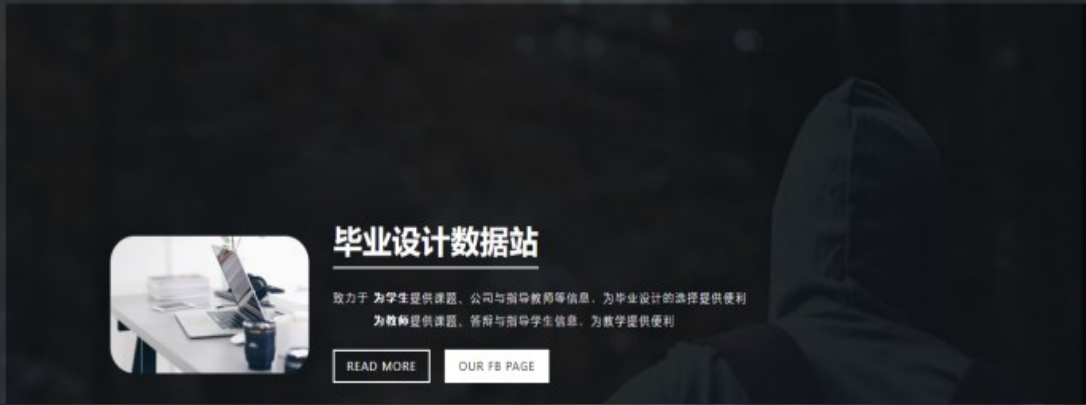 毕业设计数据站
致力于 为学生提供课题、公司与指导教师等信息，为毕业设计的选择提供便利
为教师提供课题、答辩与指导学生信息，为教学提供便利
READ MORE
OUR FB PAGE